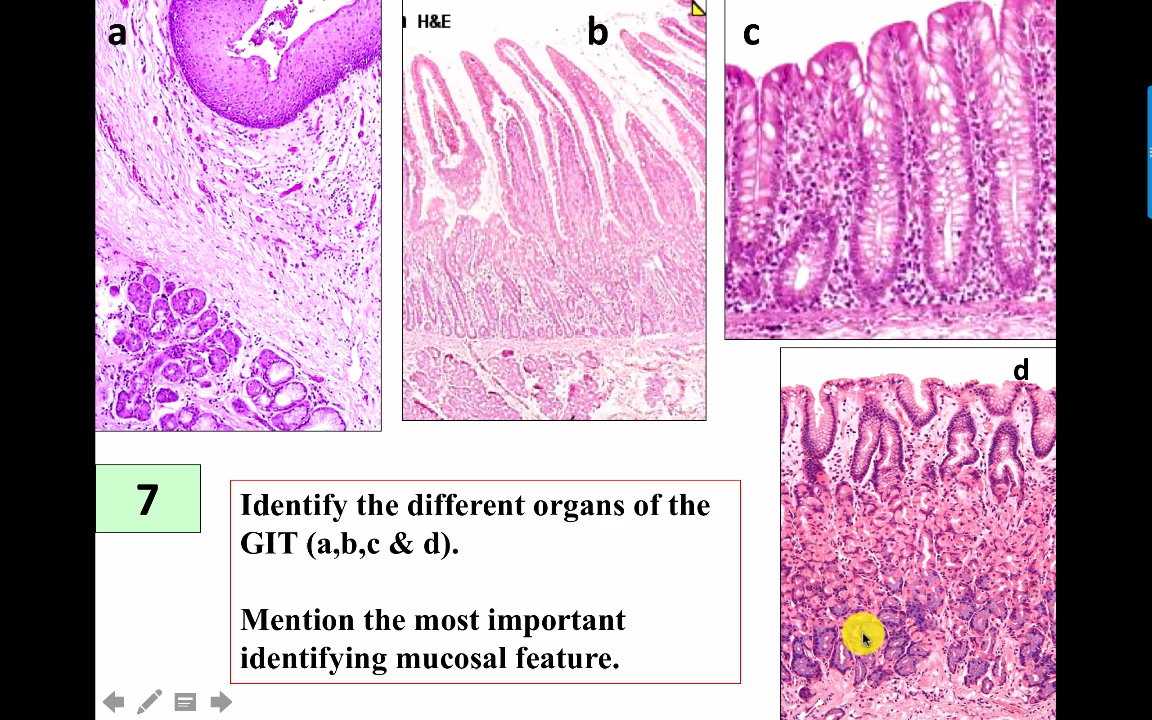 a
H&E
b
c
d
7
Identify the different organs of the
GIT (a,b,c & d).
Mention the most important
identifying mucosal feature.